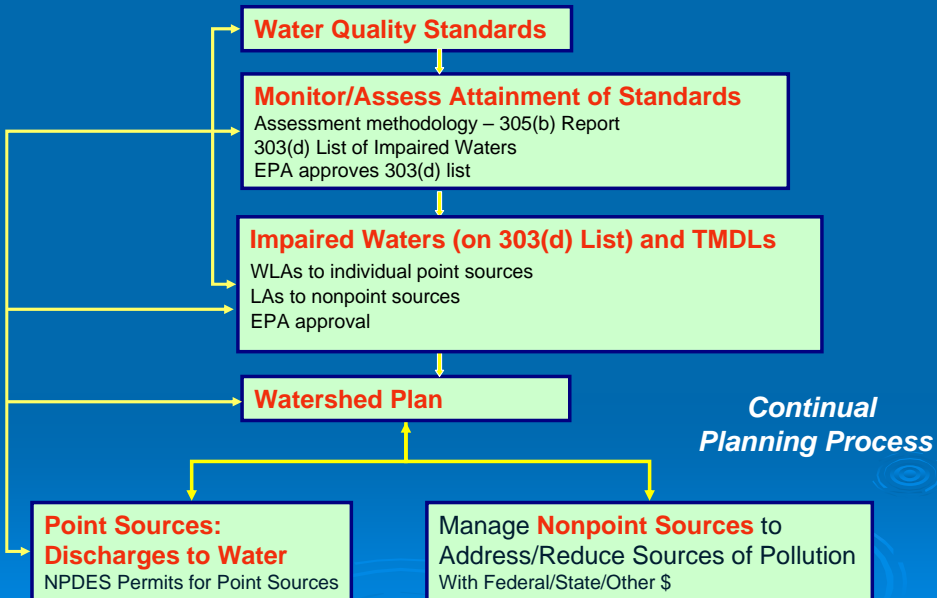 Water Quality Standards
Monitor/Assess Attainment of Standards
Assessment methodology – 305(b) Report
303(d) List of Impaired Waters
EPA approves 303(d) list
Impaired Waters (on 303(d) List) and TMDLs
WLAs to individual point sources
LAs to nonpoint sources
EPA approval
Watershed Plan
Continual
Planning Process
Point Sources:
Discharges to Water
NPDES Permits for Point Sources
Manage Nonpoint Sources to
Address/Reduce Sources of Pollution
With Federal/State/Other $